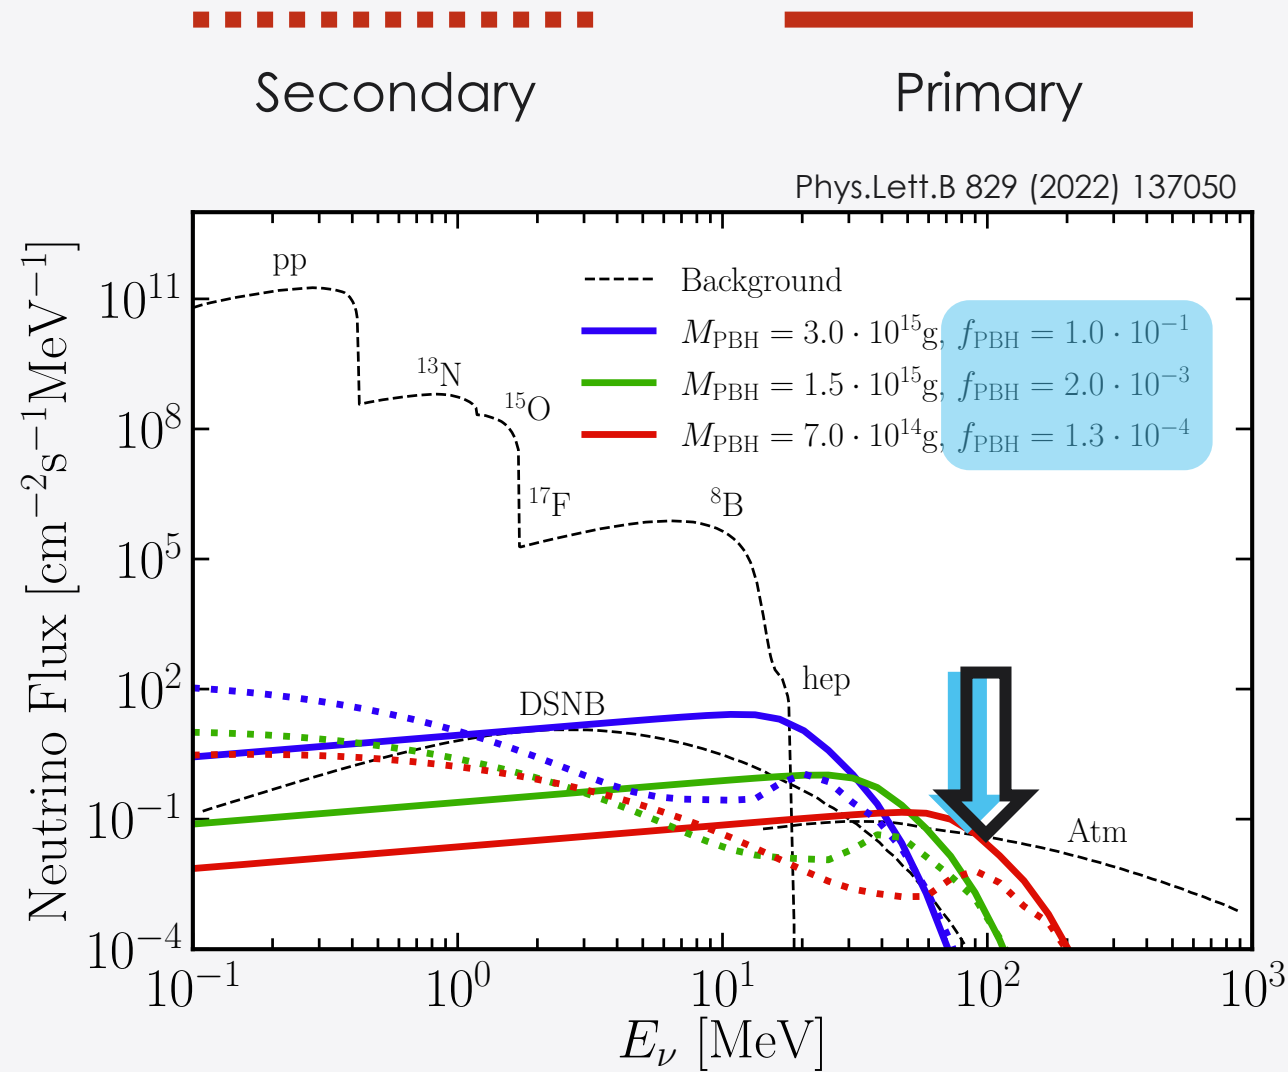 Secondary Primary
Phys.Lett.B 829 (2022) 137050
Neutrino Flux [cm⁻²s⁻¹MeV⁻¹]
10¹¹
10⁸
10⁵
10²
10⁻¹
10⁻⁴
pp
¹³N
¹⁵O
¹⁷F
⁸B
hep
DSNB
Atm
Background
M_PBH = 3.0 · 10¹⁵g, f_PBH = 1.0 · 10⁻¹
M_PBH = 1.5 · 10¹⁵g, f_PBH = 2.0 · 10⁻³
M_PBH = 7.0 · 10¹⁴g, f_PBH = 1.3 · 10⁻⁴
10⁻¹ 10⁰ 10¹ 10² 10³
E_ν [MeV]